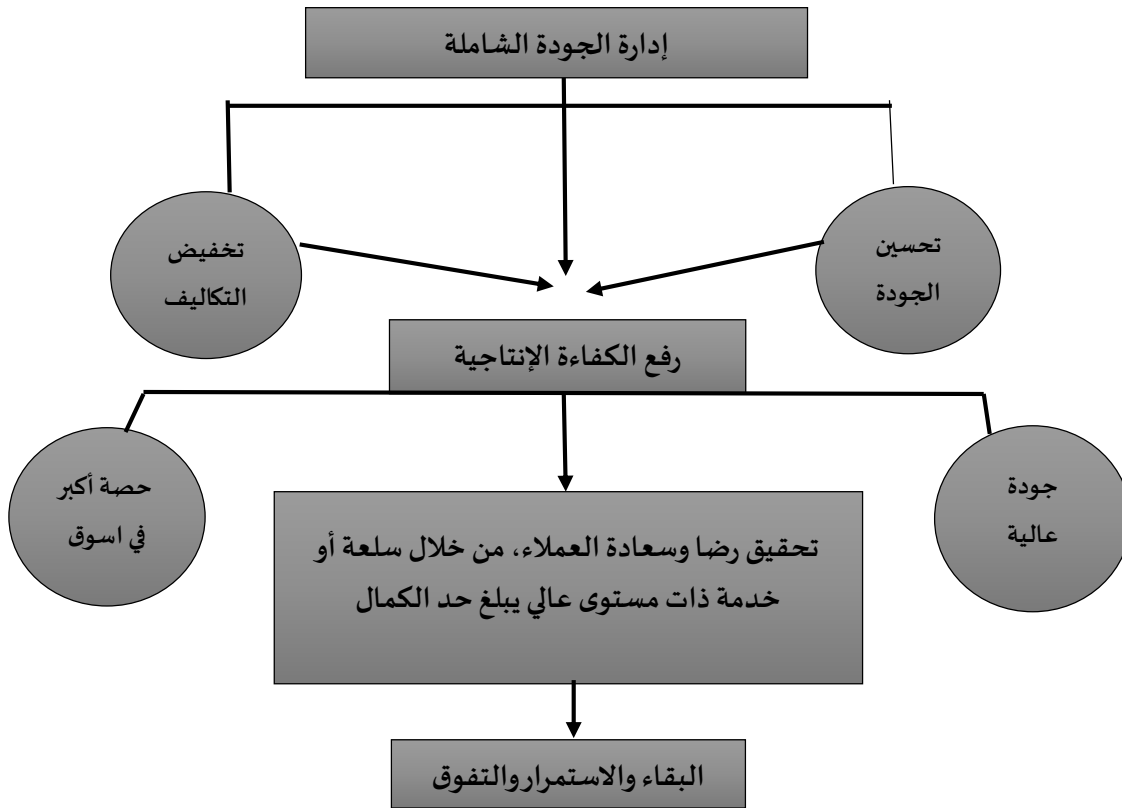 إدارة الجودة الشاملة
تحسين
الجودة
تخفيض
التكاليف
رفع الكفاءة الإنتاجية
جودة
عالية
حصة أكبر
في اسوق
تحقيق رضا وسعادة العملاء، من خلال سلعة أو
خدمة ذات مستوى عالي يبلغ حد الكمال
البقاء والاستمرار والتفوق